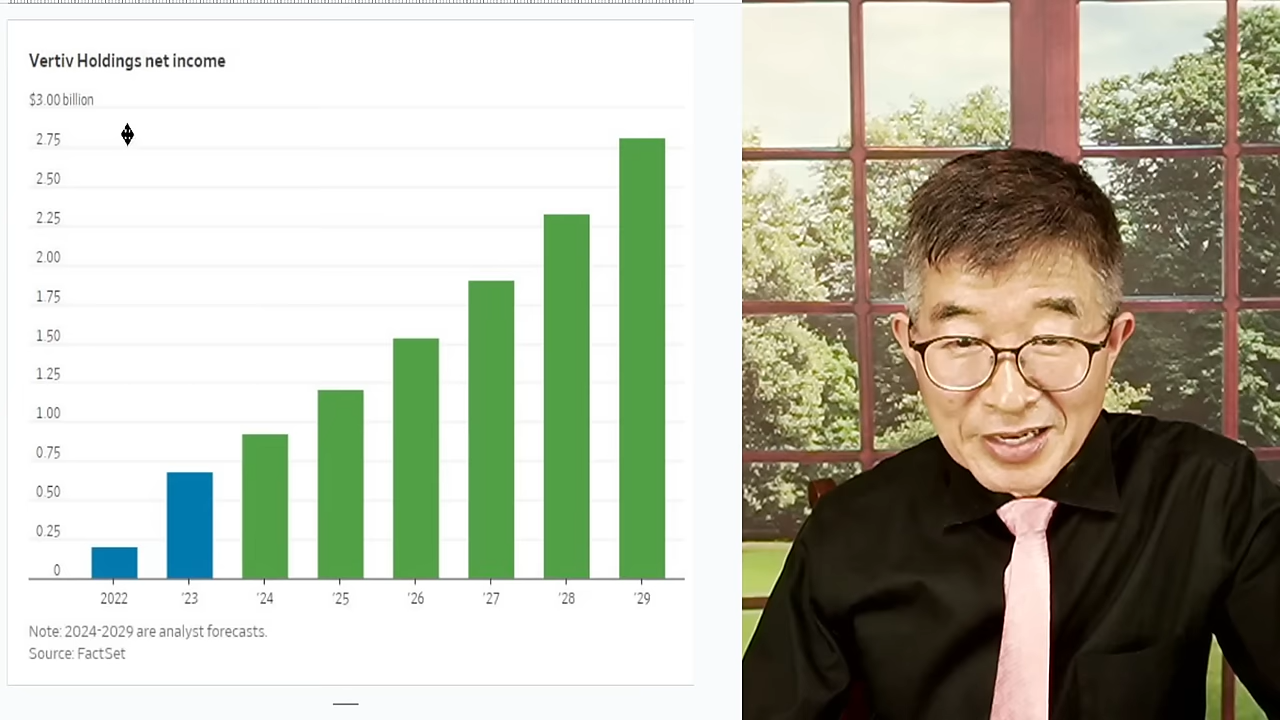 Vertiv Holdings net income
$3.00 billion
2.75
2.50
2.25
2.00
1.75
1.50
1.25
1.00
0.75
0.50
0.25
0
2022 '23 '24 '25 '26 '27 '28 '29
Note: 2024-2029 are analyst forecasts.
Source: FactSet